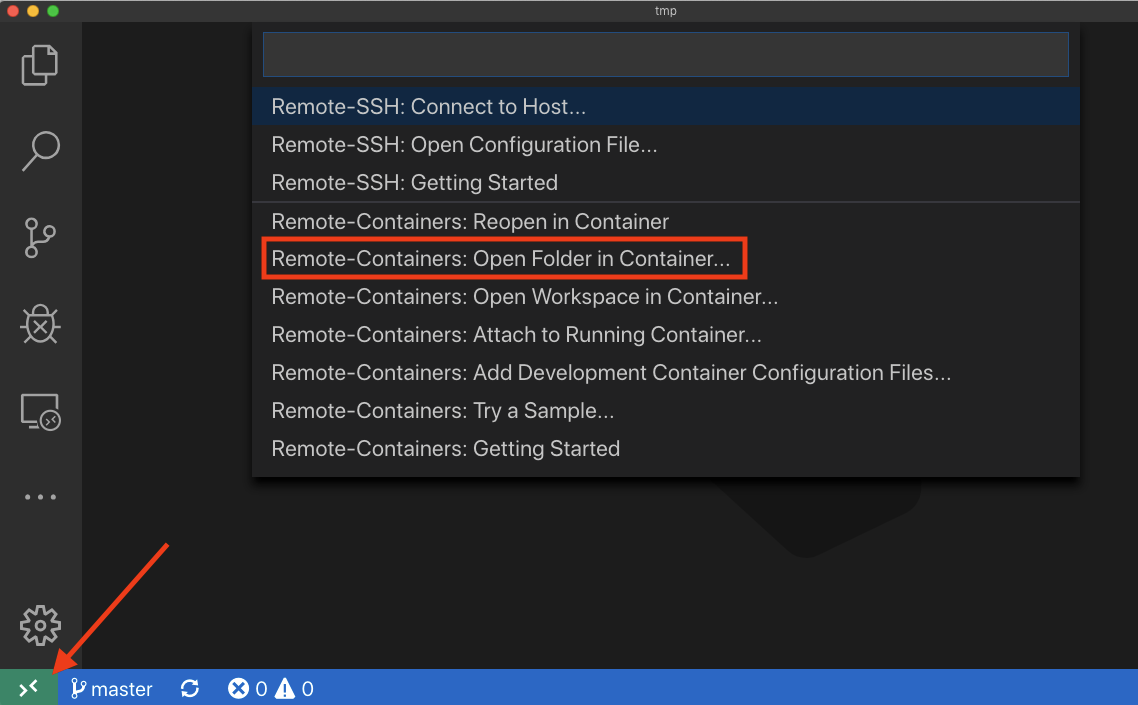 tmp
Remote-SSH: Connect to Host...
Remote-SSH: Open Configuration File...
Remote-SSH: Getting Started
Remote-Containers: Reopen in Container
Remote-Containers: Open Folder in Container...
Remote-Containers: Open Workspace in Container...
Remote-Containers: Attach to Running Container...
Remote-Containers: Add Development Container Configuration Files...
Remote-Containers: Try a Sample...
Remote-Containers: Getting Started
master 0 0